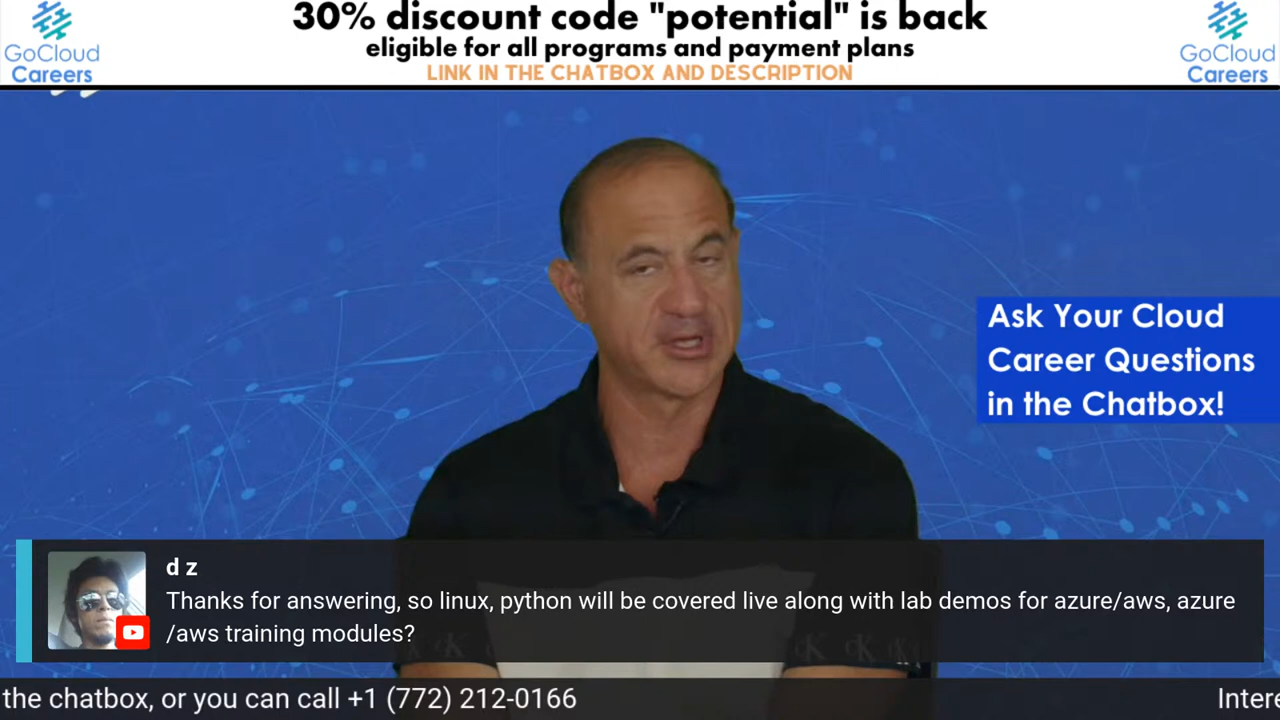 30% discount code "potential" is back
eligible for all programs and payment plans
LINK IN THE CHATBOX AND DESCRIPTION
GoCloud
Careers
GoCloud
Careers
Ask Your Cloud
Career Questions
in the Chatbox!
d z
Thanks for answering, so linux, python will be covered live along with lab demos for azure/aws, azure
/aws training modules?
the chatbox, or you can call +1 (772) 212-0166
Intere